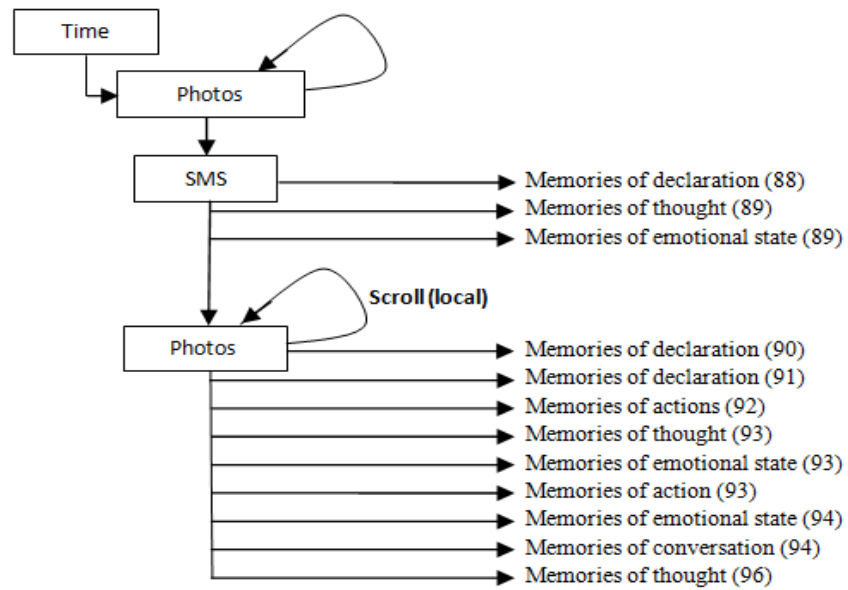 Time
Photos
SMS
Memories of declaration (88)
Memories of thought (89)
Memories of emotional state (89)
Scroll (local)
Photos
Memories of declaration (90)
Memories of declaration (91)
Memories of actions (92)
Memories of thought (93)
Memories of emotional state (93)
Memories of action (93)
Memories of emotional state (94)
Memories of conversation (94)
Memories of thought (96)